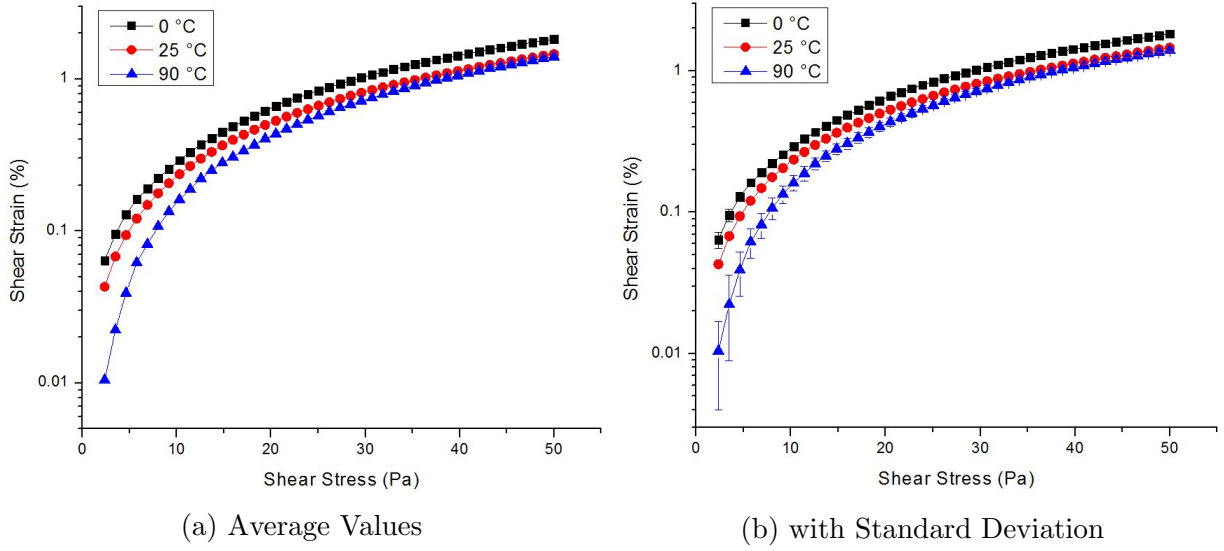 0 °C
25 °C
90 °C
1
0.1
0.01
Shear Strain (%)
0 10 20 30 40 50
Shear Stress (Pa)
(a) Average Values
0 °C
25 °C
90 °C
1
0.1
0.01
Shear Strain (%)
0 10 20 30 40 50
Shear Stress (Pa)
(b) with Standard Deviation